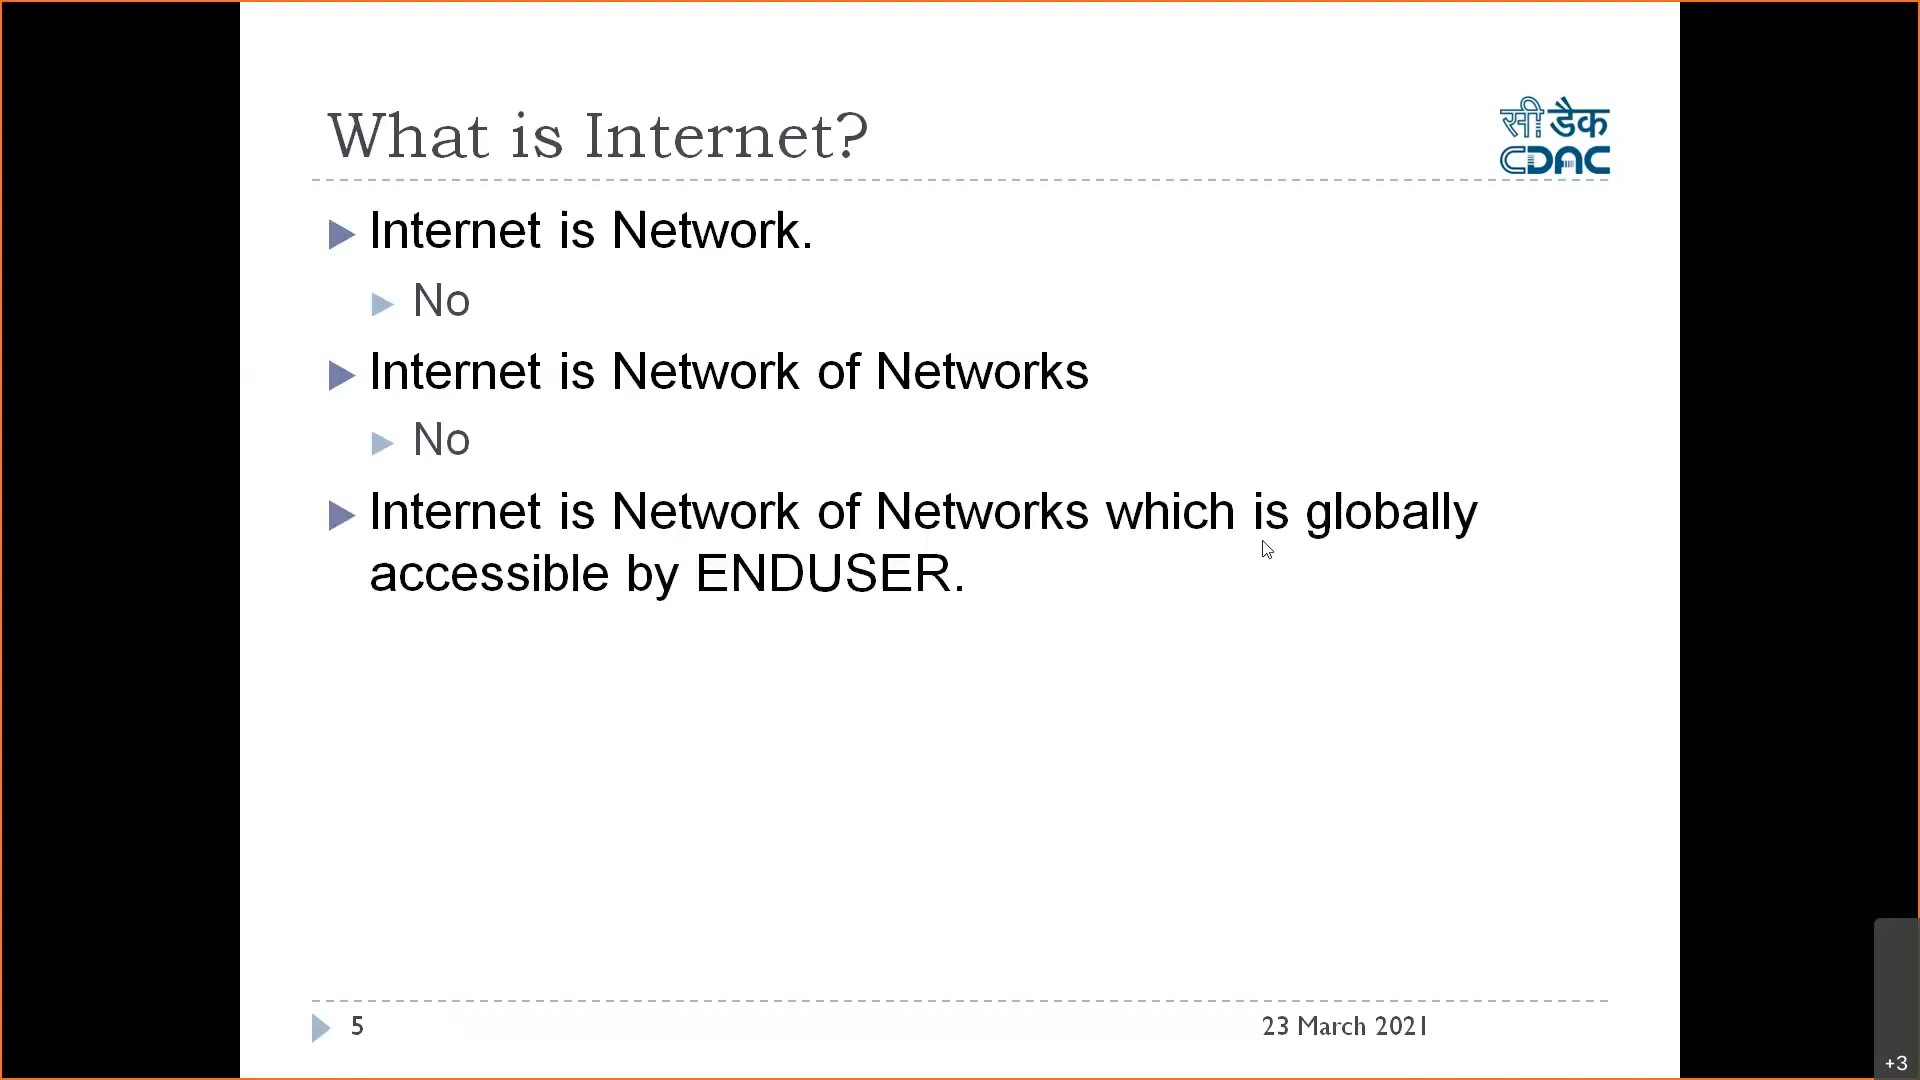 What is Internet?
सी डैक
CDAC
Internet is Network.
No
Internet is Network of Networks
No
Internet is Network of Networks which is globally
accessible by ENDUSER.
5
23 March 2021
+3